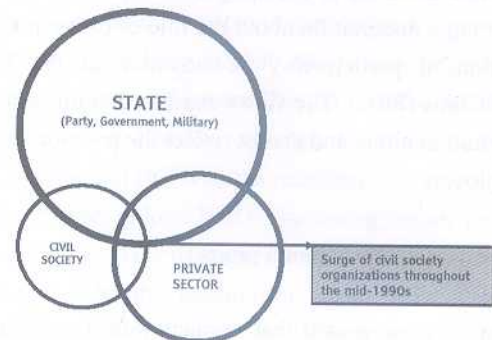 STATE
(Party, Government, Military)
CIVIL
SOCIETY
PRIVATE
SECTOR
Surge of civil society
organizations throughout
the mid-1990s